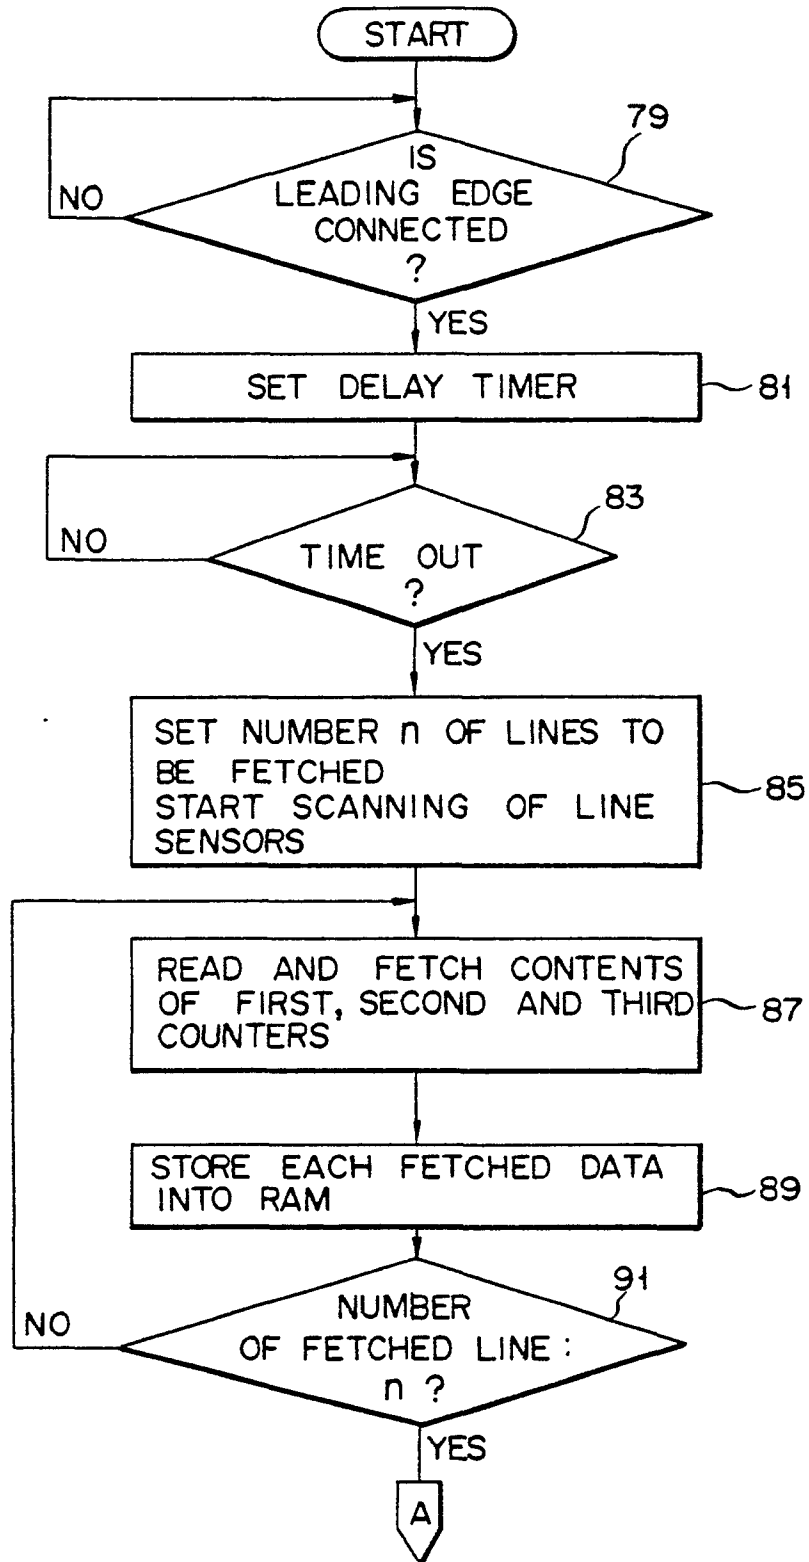 START
79
IS
LEADING EDGE
CONNECTED
?
NO
YES
SET DELAY TIMER
81
83
NO
TIME OUT
?
YES
SET NUMBER n OF LINES TO
BE FETCHED
START SCANNING OF LINE
SENSORS
85
READ AND FETCH CONTENTS
OF FIRST, SECOND AND THIRD
COUNTERS
87
STORE EACH FETCHED DATA
INTO RAM
89
91
NUMBER
OF FETCHED LINE :
n ?
NO
YES
A